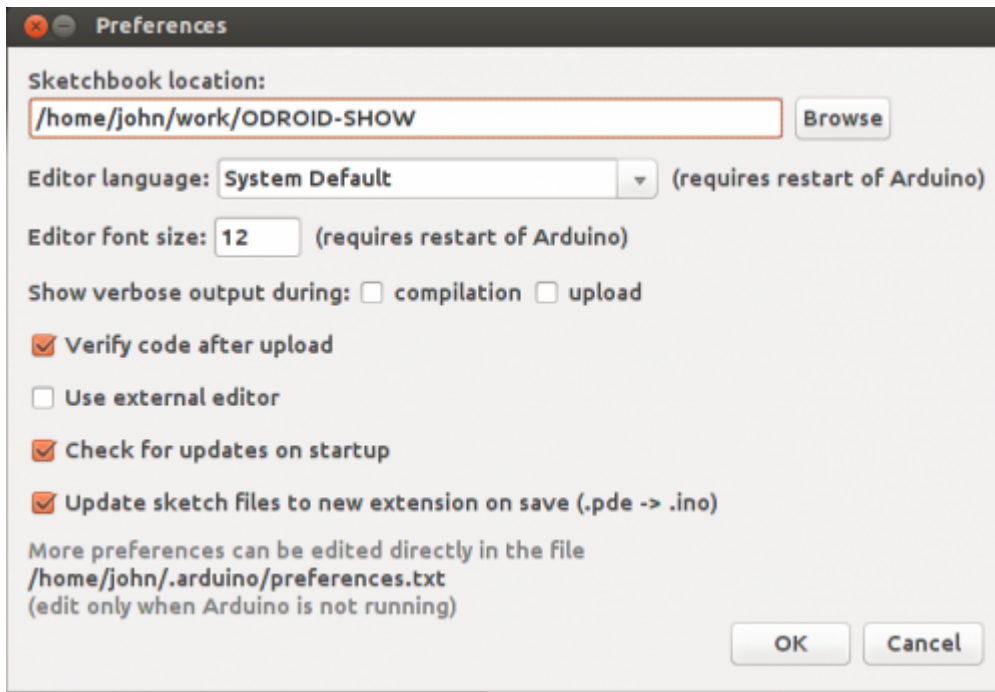 Preferences
Sketchbook location:
/home/john/work/ODROID-SHOW Browse
Editor language: System Default (requires restart of Arduino)
Editor font size: 12 (requires restart of Arduino)
Show verbose output during: compilation upload
Verify code after upload
Use external editor
Check for updates on startup
Update sketch files to new extension on save (.pde -> .ino)
More preferences can be edited directly in the file
/home/john/.arduino/preferences.txt
(edit only when Arduino is not running)
OK Cancel